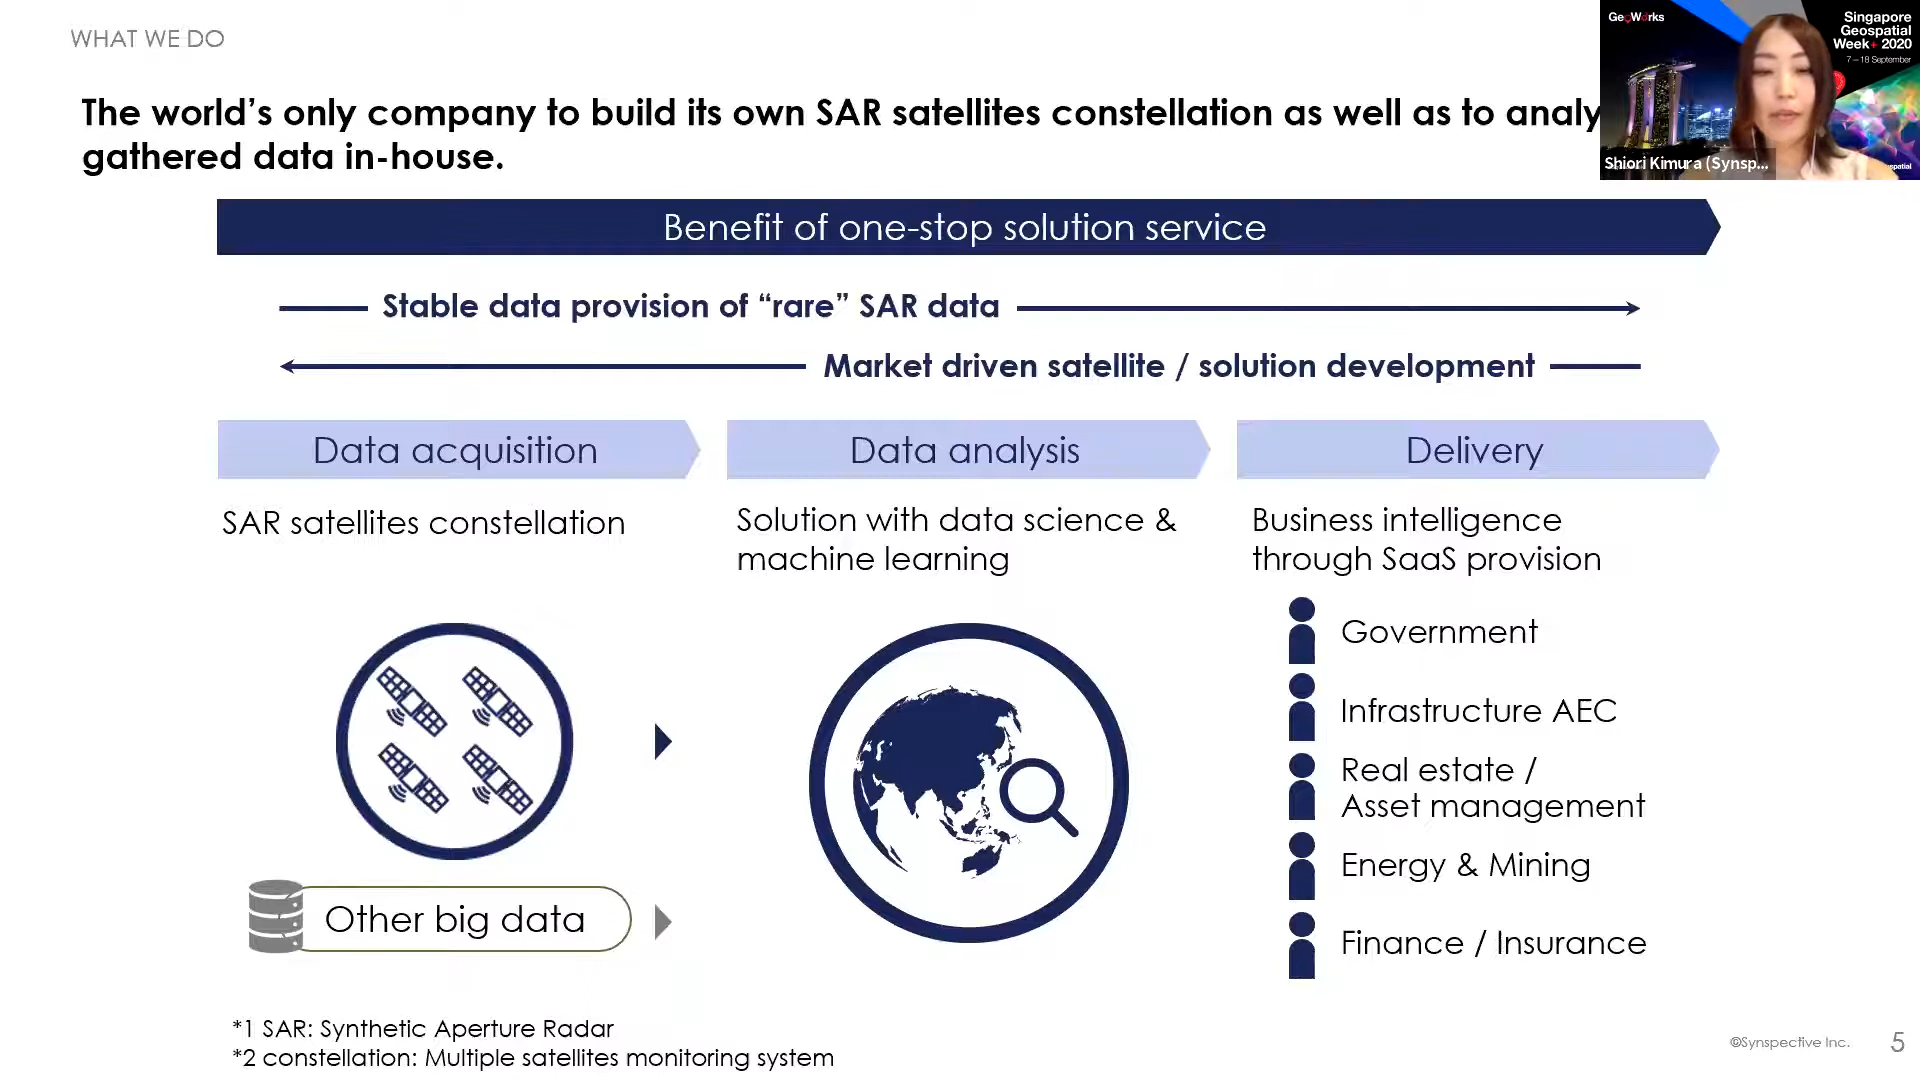 WHAT WE DO
The world's only company to build its own SAR satellites constellation as well as to analy
gathered data in-house.
GeoWorks
Singapore
Geospatial
Week+ 2020
7 – 18 September
Shiori Kimura (Synsp...
spatial
Benefit of one-stop solution service
Stable data provision of “rare” SAR data
Market driven satellite / solution development
Data acquisition
Data analysis
Delivery
SAR satellites constellation
Solution with data science &
machine learning
Business intelligence
through SaaS provision
Government
Infrastructure AEC
Real estate /
Asset management
Energy & Mining
Finance / Insurance
Other big data
*1 SAR: Synthetic Aperture Radar
*2 constellation: Multiple satellites monitoring system
©Synspective Inc.
5